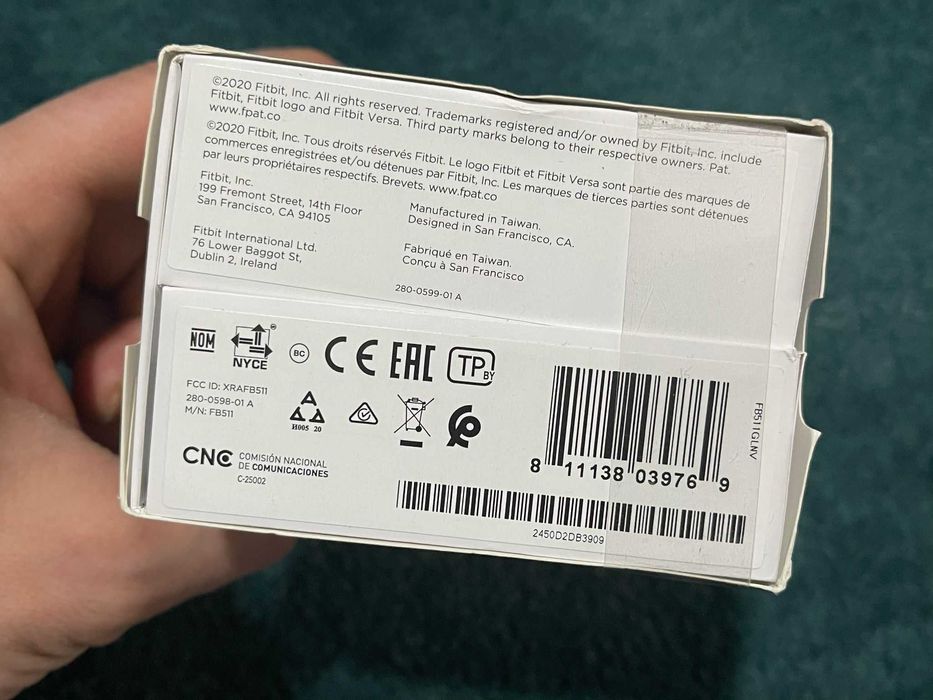 ©2020 Fitbit, Inc. All rights reserved. Trademarks registered and/or owned by Fitbit, Inc. include
Fitbit, Fitbit logo and Fitbit Versa. Third party marks belong to their respective owners. Pat.
www.fpat.co
©2020 Fitbit, Inc. Tous droits réservés Fitbit. Le logo Fitbit et Fitbit Versa sont partie des marques de
commerces enregistrées et/ou détenues par Fitbit, Inc. Les marques de tierces parties sont détenues
par leurs propriétaires respectifs. Brevets. www.fpat.co
Fitbit, Inc.
199 Fremont Street, 14th Floor
San Francisco, CA 94105
Manufactured in Taiwan.
Designed in San Francisco, CA.
Fitbit International Ltd.
76 Lower Baggot St,
Dublin 2, Ireland
Fabriqué en Taiwan.
Conçu à San Francisco
280-0599-01 A
NOM
NYCE
BC
CE
EAC
TP BY
FCC ID: XRAFB511
280-0598-01 A
M/N: FB511
H005 20
CNC COMISIÓN NACIONAL
DE COMUNICACIONES
C-25002
8 11138 03976 9
FB511GLNV
2450D2DB3909